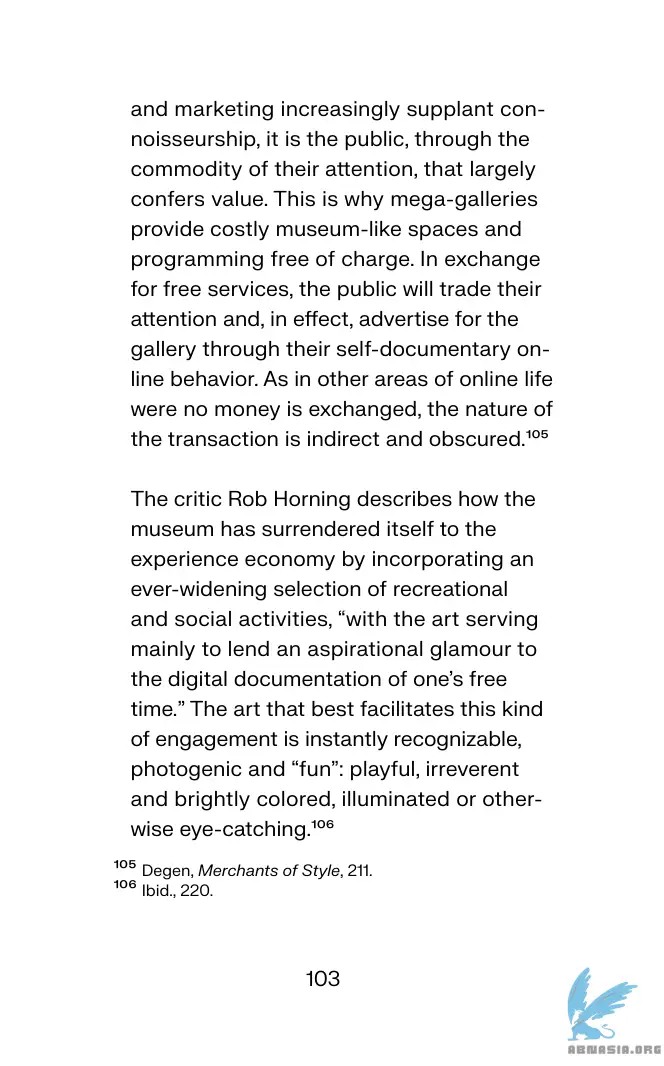 and marketing increasingly supplant con-
noisseurship, it is the public, through the
commodity of their attention, that largely
confers value. This is why mega-galleries
provide costly museum-like spaces and
programming free of charge. In exchange
for free services, the public will trade their
attention and, in effect, advertise for the
gallery through their self-documentary on-
line behavior. As in other areas of online life
were no money is exchanged, the nature of
the transaction is indirect and obscured.¹⁰⁵
The critic Rob Horning describes how the
museum has surrendered itself to the
experience economy by incorporating an
ever-widening selection of recreational
and social activities, “with the art serving
mainly to lend an aspirational glamour to
the digital documentation of one’s free
time.” The art that best facilitates this kind
of engagement is instantly recognizable,
photogenic and “fun”: playful, irreverent
and brightly colored, illuminated or other-
wise eye-catching.¹⁰⁶
¹⁰⁵ Degen, Merchants of Style, 211.
¹⁰⁶ Ibid., 220.
103
ABNASIA.ORG